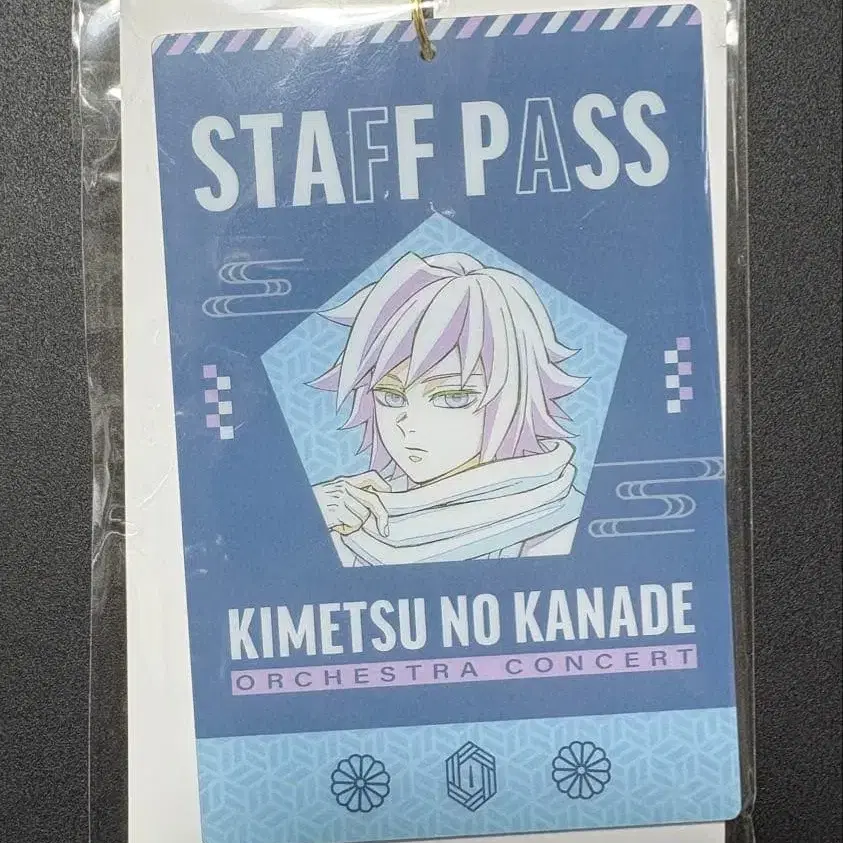 STAFF PASS
KIMETSU NO KANADE
ORCHESTRA CONCERT